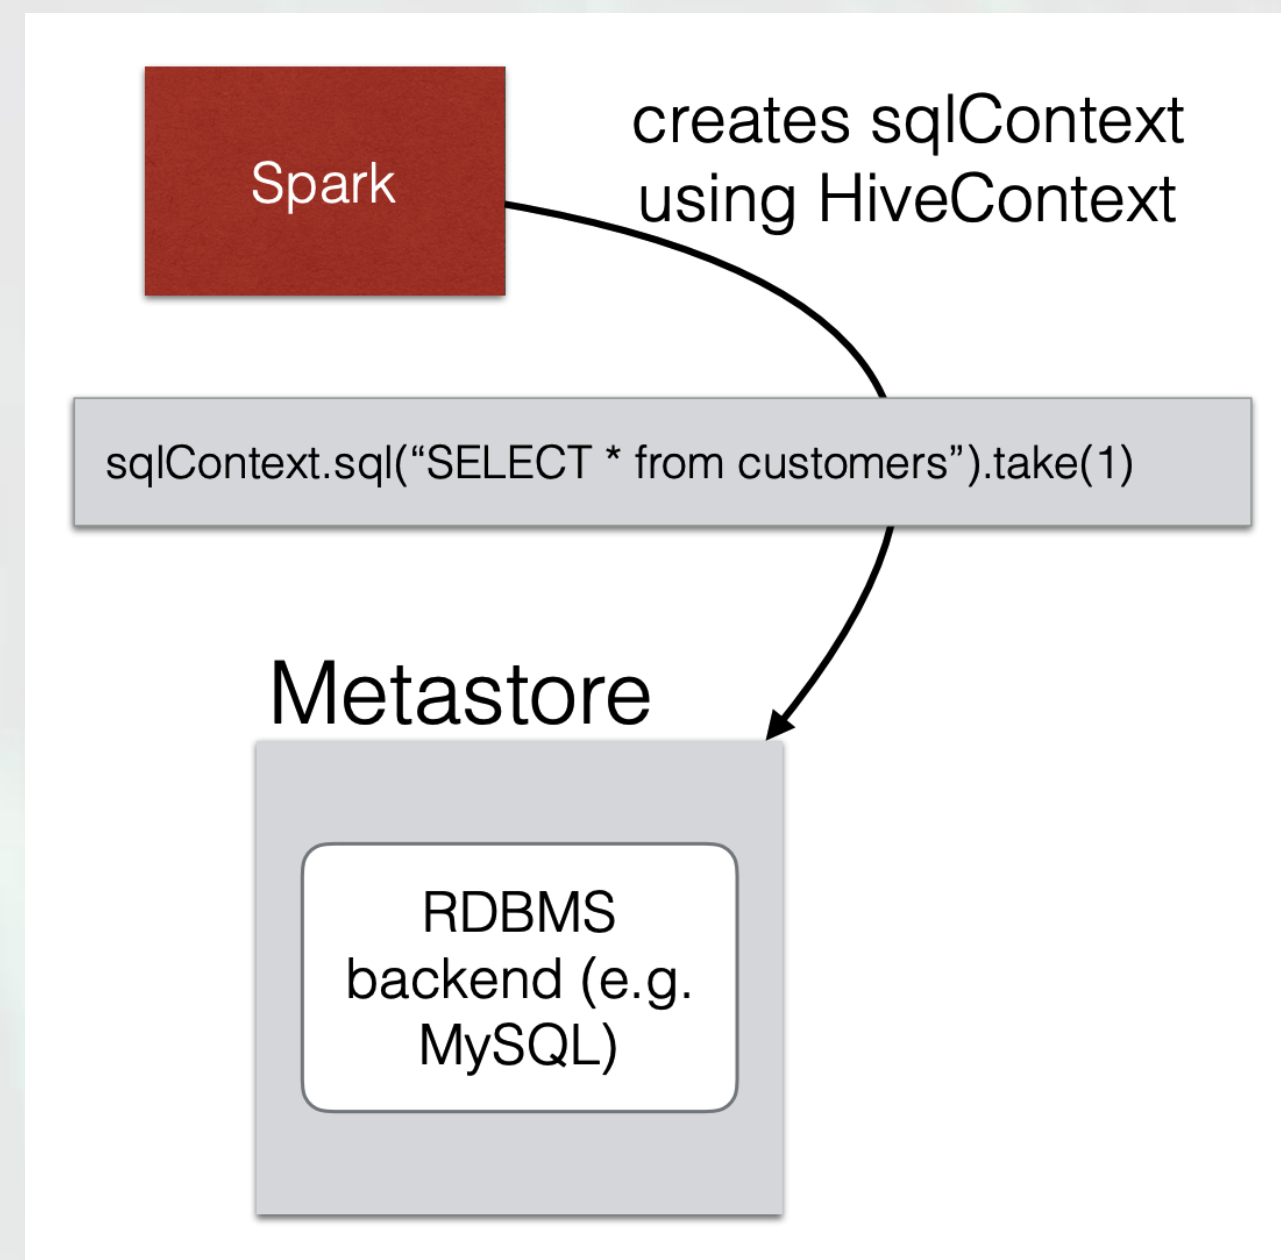 Spark
creates sqlContext
using HiveContext
sqlContext.sql(“SELECT * from customers”).take(1)
Metastore
RDBMS
backend (e.g.
MySQL)